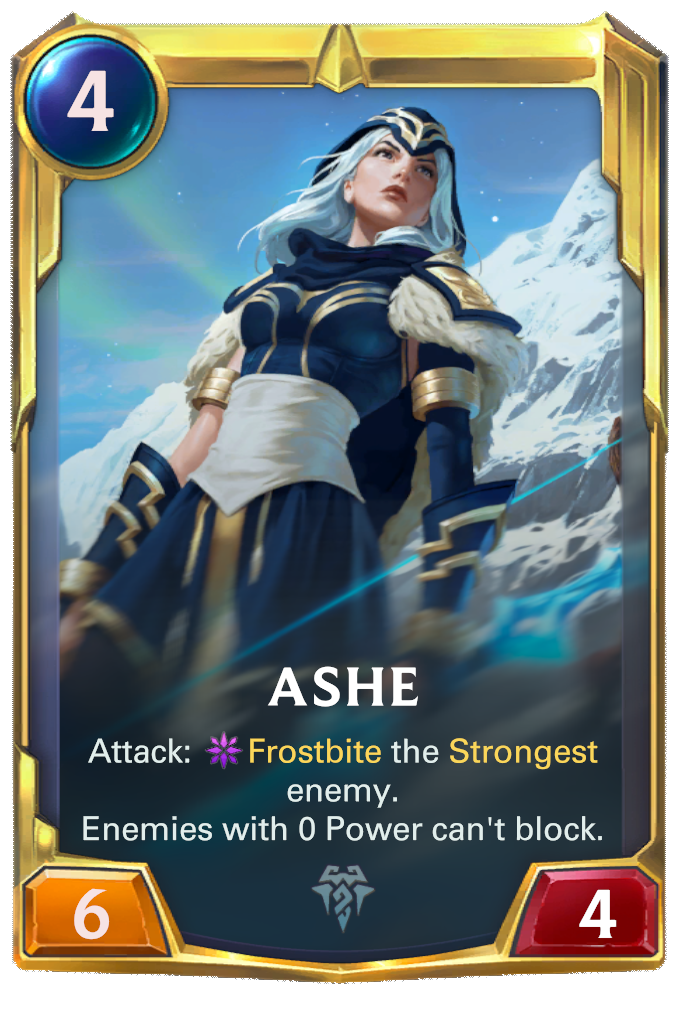 4
ASHE
Attack: Frostbite the Strongest
enemy.
Enemies with 0 Power can't block.
6
4